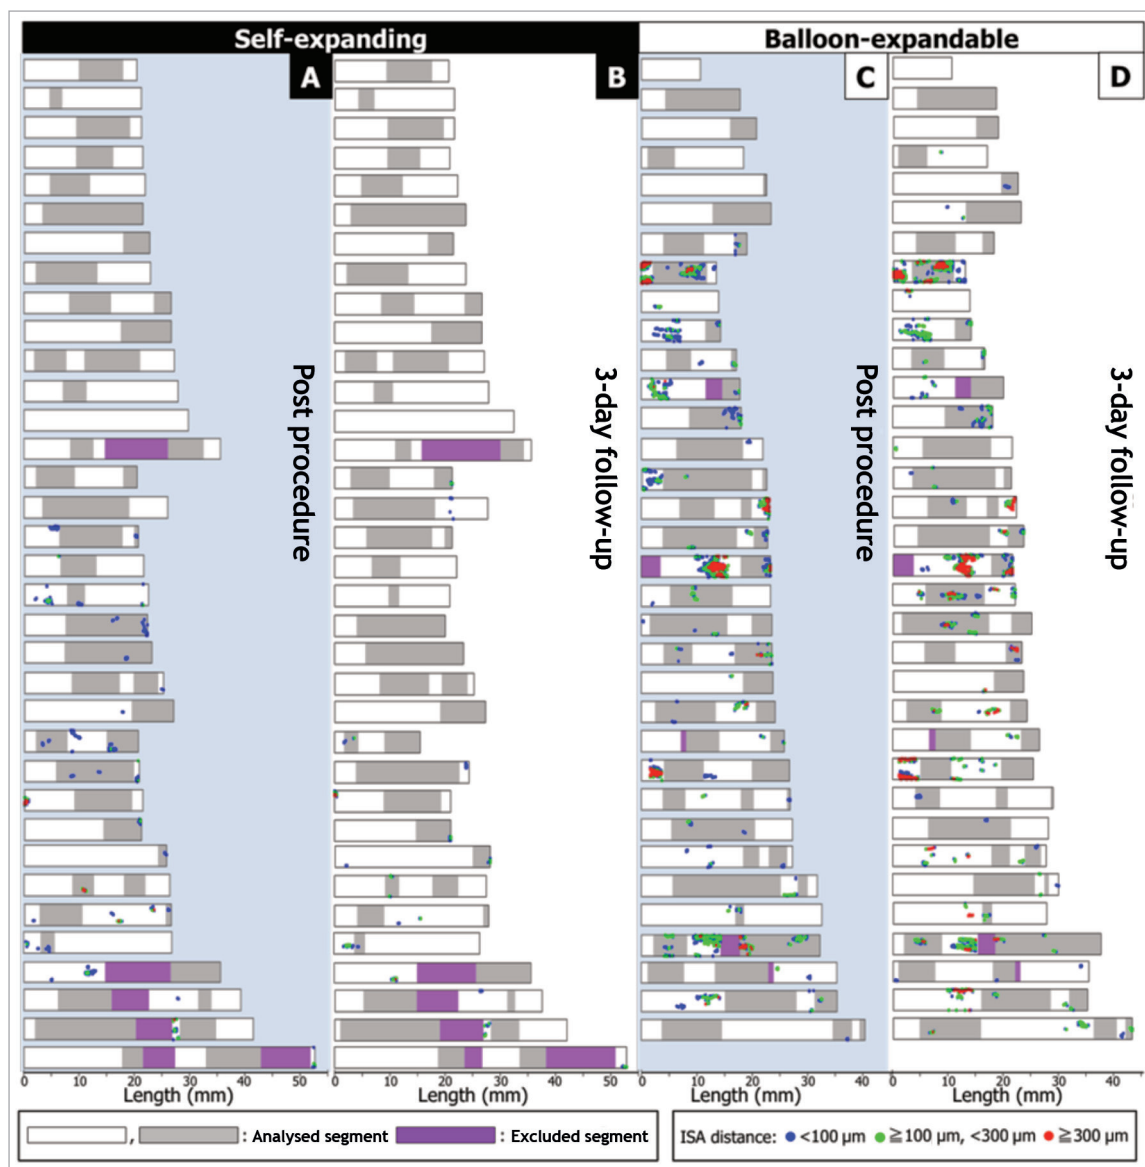 Self-expanding
Balloon-expandable
A
B
C
D
Post procedure
3-day follow-up
Post procedure
3-day follow-up
0 10 20 30 40 50
0 10 20 30 40 50
0 10 20 30 40
0 10 20 30 40
Length (mm)
Length (mm)
Length (mm)
Length (mm)
, : Analysed segment : Excluded segment
ISA distance: <100 µm ≧100 µm, <300 µm ≧300 µm